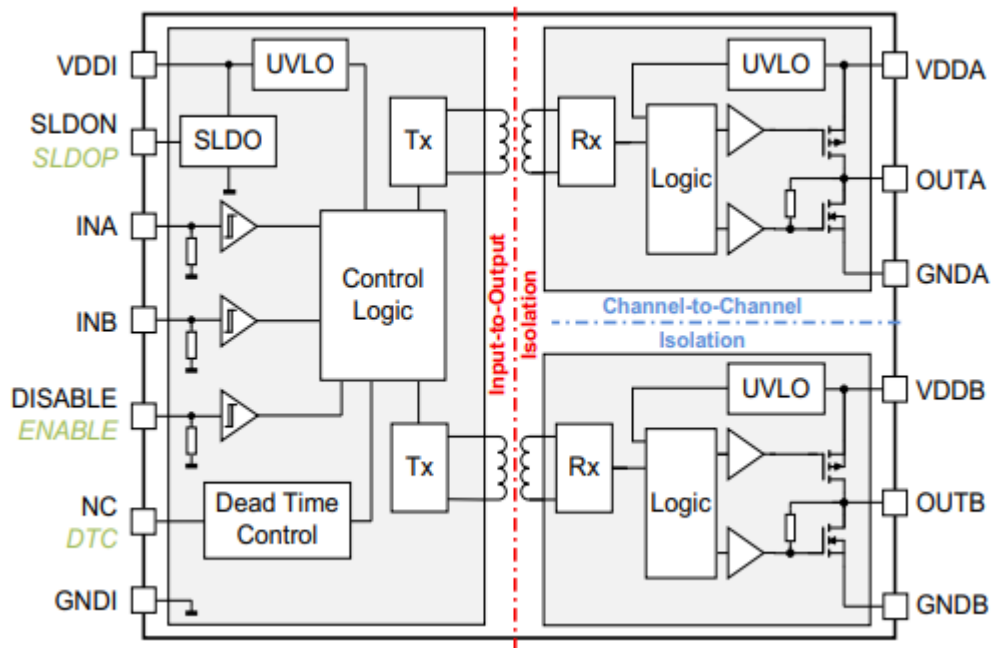 VDDI
SLDON
SLDOP
INA
INB
DISABLE
ENABLE
NC
DTC
GNDI
UVLO
SLDO
Control
Logic
Dead Time
Control
Tx
Tx
Input-to-Output
Isolation
Rx
UVLO
Logic
VDDA
OUTA
GNDA
Channel-to-Channel
Isolation
Rx
UVLO
Logic
VDDB
OUTB
GNDB